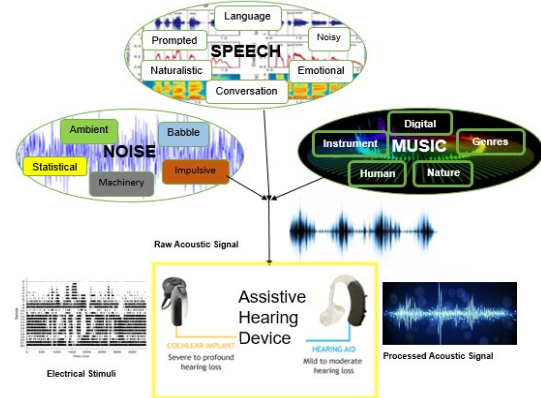 Language
Prompted
Noisy
SPEECH
Naturalistic
Emotional
Conversation
Ambient
Babble
NOISE
Statistical
Impulsive
Machinery
Digital
Instrument
MUSIC
Genres
Human
Nature
Raw Acoustic Signal
Assistive
Hearing
Device
COCHLEAR IMPLANT
Severe to profound
hearing loss
HEARING AID
Mild to moderate
hearing loss
Electrical Stimuli
Processed Acoustic Signal